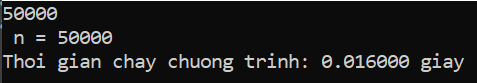 50000
n = 50000
Thoi gian chay chuong trinh: 0.016000 giay